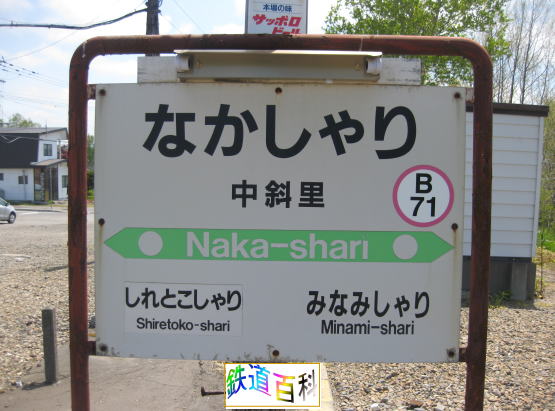 本場の味
サッポロ
ビール
なかしゃり
中斜里
B
71
Naka-shari
しれとこしゃり
Shiretoko-shari
みなみしゃり
Minami-shari
鉄道百科